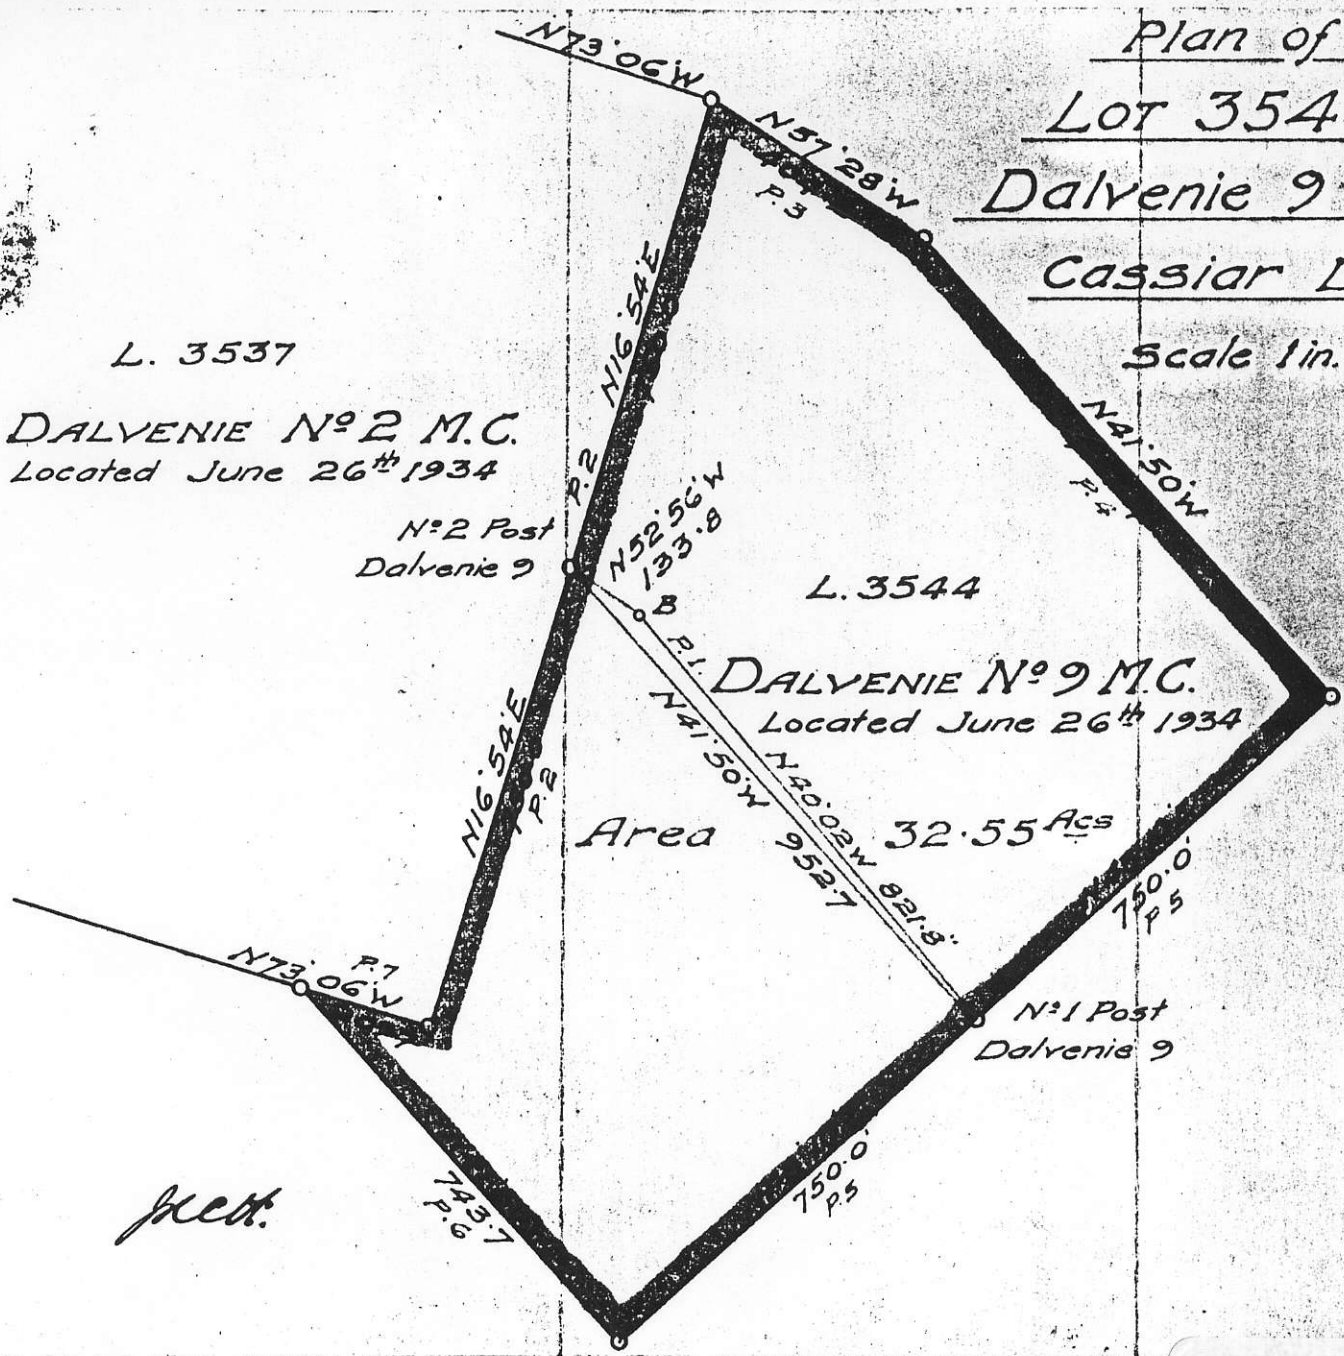 Plan of
LOT 354
Dalvenie 9
Cassiar
Scale 1in.
N73°06'W
N57°28'W
P.3
N16°54'E
P.2
N41°50'W
P.4
L. 3537
DALVENIE Nº 2 M.C.
Located June 26th 1934
Nº 2 Post
Dalvenie 9
N52°56'W
133.8
B
P.1.
L. 3544
DALVENIE Nº 9 M.C.
Located June 26th 1934
N16°54'E
P.2
N41°50'W 952.7
N40°02'W 821.8
Area 32.55 Acs
750.0'
P5
N73°06'W
P.7
Nº 1 Post
Dalvenie 9
750.0'
P.5
743.7
P.6